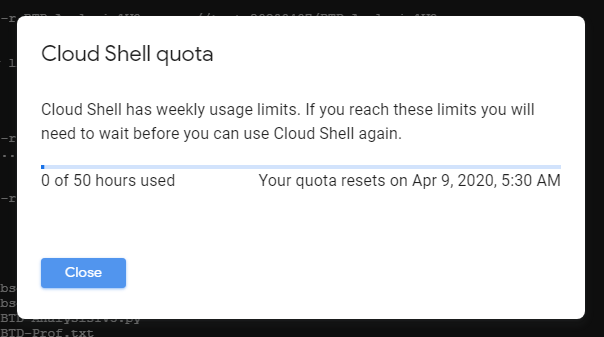 Cloud Shell quota
Cloud Shell has weekly usage limits. If you reach these limits you will
need to wait before you can use Cloud Shell again.
0 of 50 hours used
Your quota resets on Apr 9, 2020, 5:30 AM
Close
-r
l
-r
..
-r
bs
bs
BTD-Prof.txt